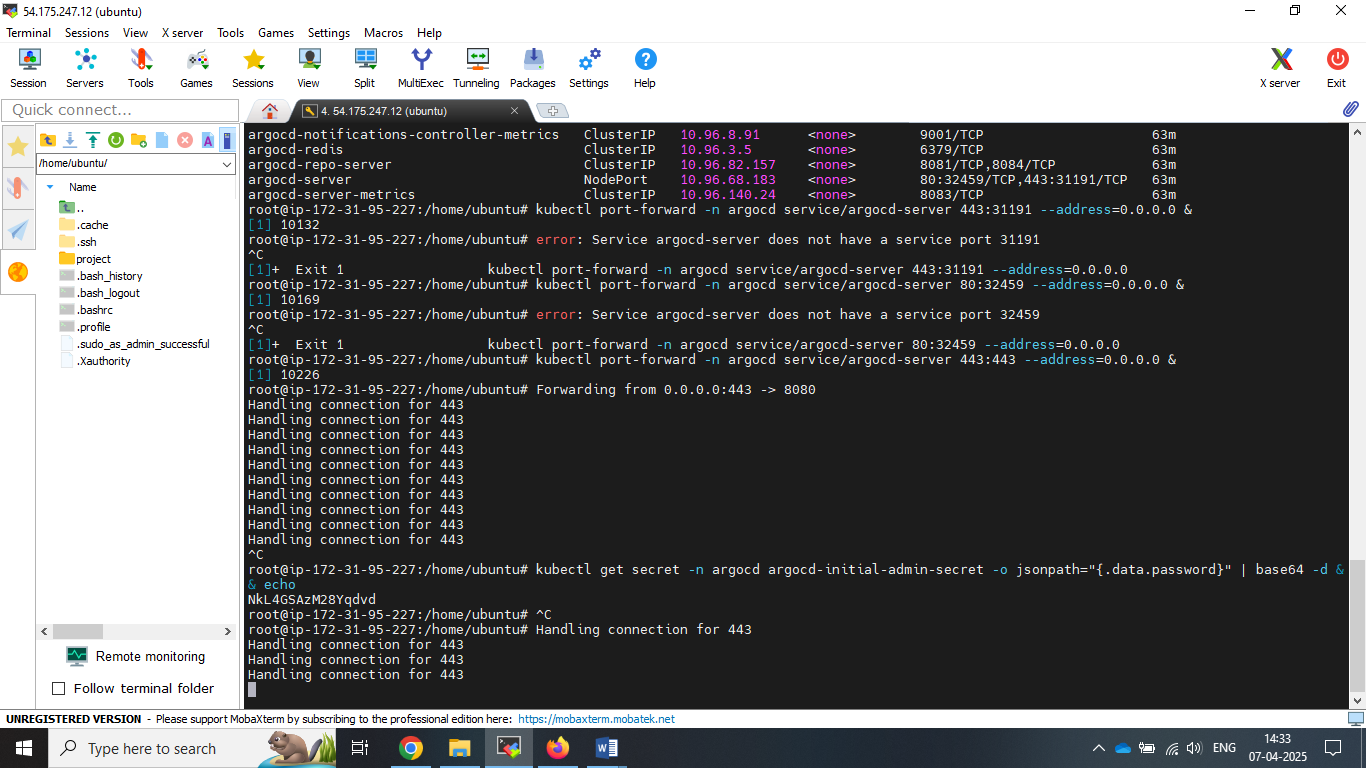 54.175.247.12 (ubuntu)
Terminal Sessions View X server Tools Games Settings Macros Help
Session Servers Tools Games Sessions View Split MultiExec Tunneling Packages Settings Help X server Exit
Quick connect...
4. 54.175.247.12 (ubuntu)
/home/ubuntu/
Name
..
.cache
.ssh
project
.bash_history
.bash_logout
.bashrc
.profile
.sudo_as_admin_successful
.Xauthority
Remote monitoring
Follow terminal folder
argocd-notifications-controller-metrics ClusterIP 10.96.8.91 <none> 9001/TCP 63m
argocd-redis ClusterIP 10.96.3.5 <none> 6379/TCP 63m
argocd-repo-server ClusterIP 10.96.82.157 <none> 8081/TCP,8084/TCP 63m
argocd-server NodePort 10.96.68.183 <none> 80:32459/TCP,443:31191/TCP 63m
argocd-server-metrics ClusterIP 10.96.140.24 <none> 8083/TCP 63m
root@ip-172-31-95-227:/home/ubuntu# kubectl port-forward -n argocd service/argocd-server 443:31191 --address=0.0.0.0 &
[1] 10132
root@ip-172-31-95-227:/home/ubuntu# error: Service argocd-server does not have a service port 31191
^C
[1]+ Exit 1 kubectl port-forward -n argocd service/argocd-server 443:31191 --address=0.0.0.0
root@ip-172-31-95-227:/home/ubuntu# kubectl port-forward -n argocd service/argocd-server 80:32459 --address=0.0.0.0 &
[1] 10169
root@ip-172-31-95-227:/home/ubuntu# error: Service argocd-server does not have a service port 32459
^C
[1]+ Exit 1 kubectl port-forward -n argocd service/argocd-server 80:32459 --address=0.0.0.0
root@ip-172-31-95-227:/home/ubuntu# kubectl port-forward -n argocd service/argocd-server 443:443 --address=0.0.0.0 &
[1] 10226
root@ip-172-31-95-227:/home/ubuntu# Forwarding from 0.0.0.0:443 -> 8080
Handling connection for 443
Handling connection for 443
Handling connection for 443
Handling connection for 443
Handling connection for 443
Handling connection for 443
Handling connection for 443
Handling connection for 443
Handling connection for 443
Handling connection for 443
^C
root@ip-172-31-95-227:/home/ubuntu# kubectl get secret -n argocd argocd-initial-admin-secret -o jsonpath="{.data.password}" | base64 -d &
& echo
NkL4GSAzM28Yqdvd
root@ip-172-31-95-227:/home/ubuntu# ^C
root@ip-172-31-95-227:/home/ubuntu# Handling connection for 443
Handling connection for 443
Handling connection for 443
Handling connection for 443
UNREGISTERED VERSION - Please support MobaXterm by subscribing to the professional edition here: https://mobaxterm.mobatek.net
Type here to search
ENG
14:33
07-04-2025